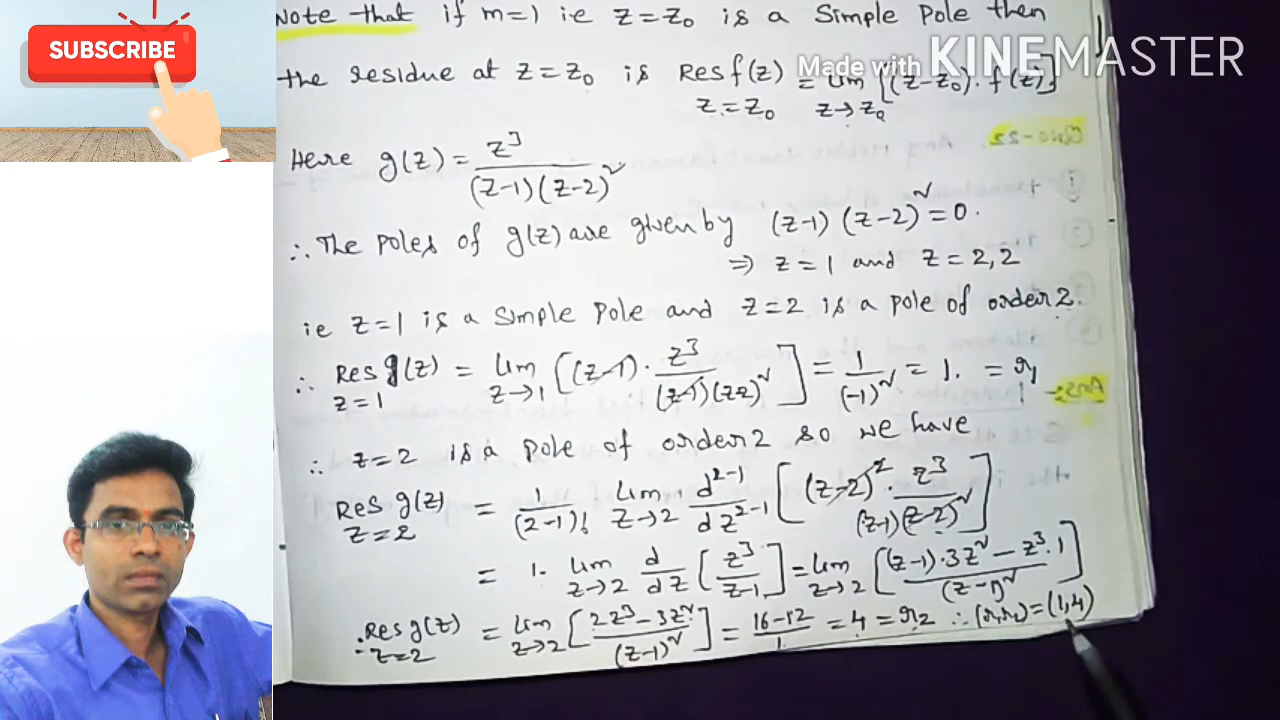 SUBSCRIBE
Made with KINEMASTER
Note that if m=1 i.e z=z₀ is a simple pole then
the residue at z=z₀ is Res f(z) = lim [(z-z₀)·f(z)]
z=z₀ z→z₀
Here g(z) = z³/((z-1)(z-2)²)
∴ The poles of g(z) are given by (z-1)(z-2)²=0.
⇒ z=1 and z=2,2
ie z=1 is a simple pole and z=2 is a pole of order 2.
∴ Res g(z) = lim [(z-1)· z³/((z-1)(z-2)²)] = 1/(-1)² = 1. = r₁
z=1 z→1
∴ z=2 is a pole of order 2 so we have
Res g(z) = 1/(2-1)! lim d²⁻¹/dz²⁻¹ [(z-2)²· z³/((z-1)(z-2)²)]
z=2 z→2
= 1· lim d/dz [z³/(z-1)] = lim [((z-1)·3z²-z³·1)/(z-1)²]
z→2 z→2
∴ Res g(z) = lim [(2z³-3z²)/(z-1)²] = (16-12)/1 = 4 = r₂ ∴ (r₁,r₂) = (1,4)
z=2 z→2